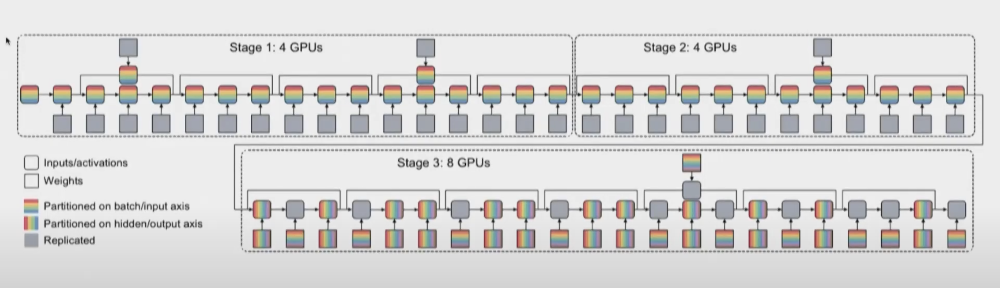 Stage 1: 4 GPUs
Stage 2: 4 GPUs
Stage 3: 8 GPUs
Inputs/activations
Weights
Partitioned on batch/input axis
Partitioned on hidden/output axis
Replicated